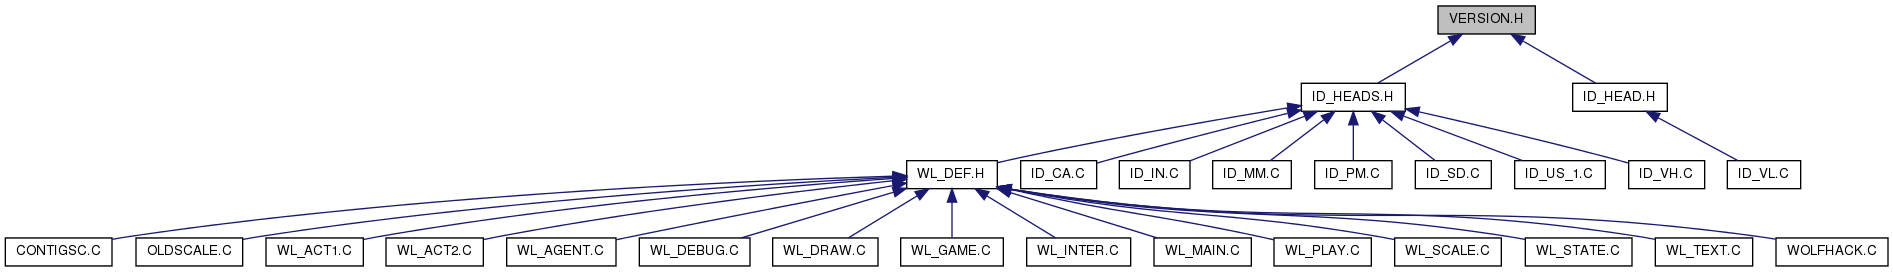 VERSION.H
ID_HEADS.H
ID_HEAD.H
WL_DEF.H
ID_CA.C
ID_IN.C
ID_MM.C
ID_PM.C
ID_SD.C
ID_US_1.C
ID_VH.C
ID_VL.C
CONTIGSC.C
OLDSCALE.C
WL_ACT1.C
WL_ACT2.C
WL_AGENT.C
WL_DEBUG.C
WL_DRAW.C
WL_GAME.C
WL_INTER.C
WL_MAIN.C
WL_PLAY.C
WL_SCALE.C
WL_STATE.C
WL_TEXT.C
WOLFHACK.C